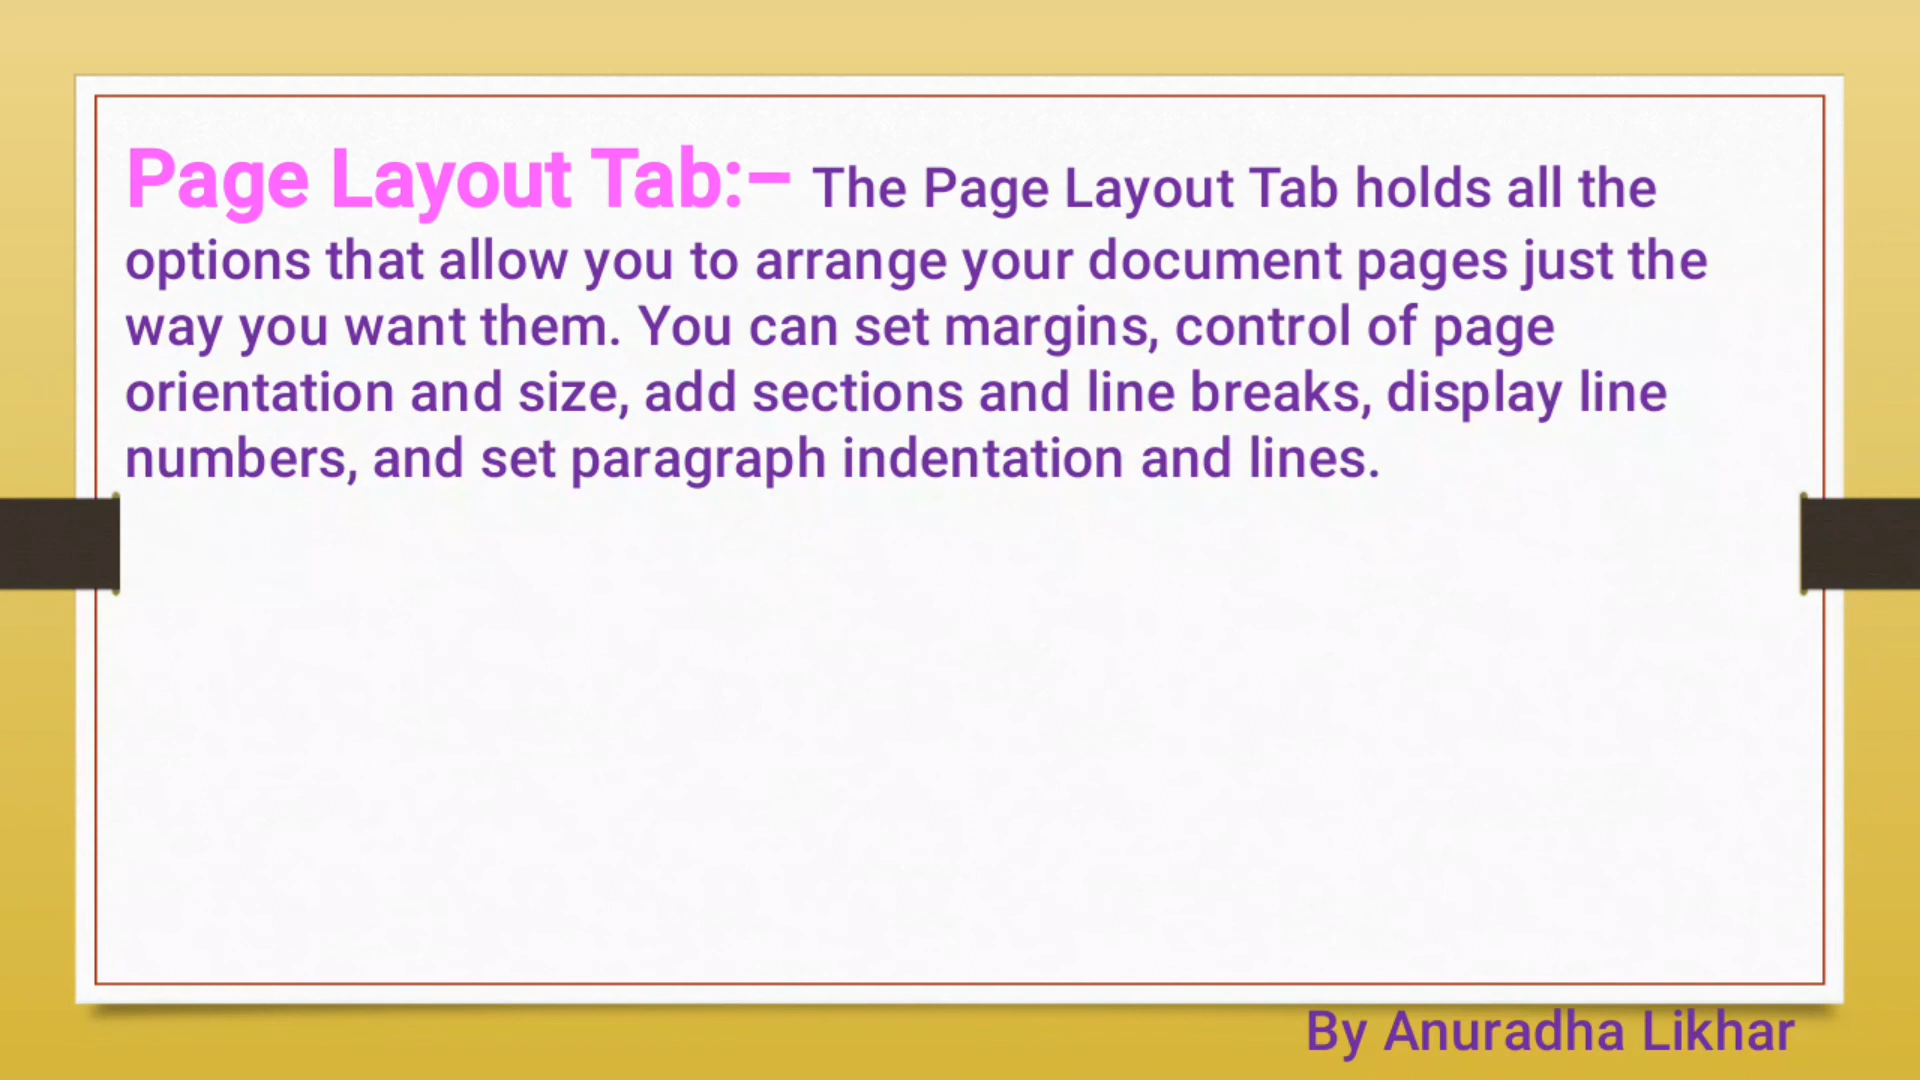 Page Layout Tab:– The Page Layout Tab holds all the
options that allow you to arrange your document pages just the
way you want them. You can set margins, control of page
orientation and size, add sections and line breaks, display line
numbers, and set paragraph indentation and lines.
By Anuradha Likhar